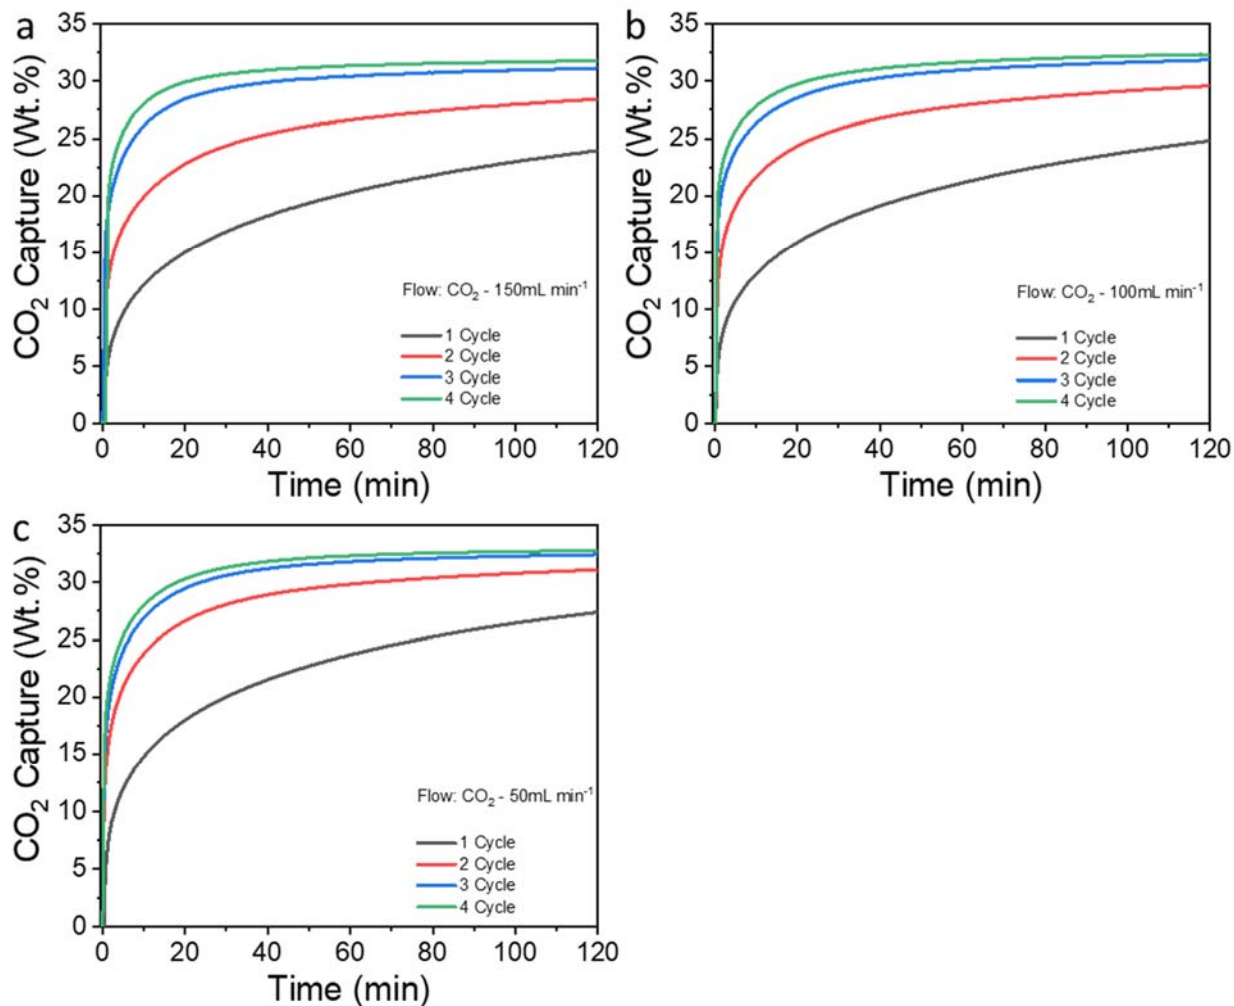 a
CO₂ Capture (Wt.%)
35
30
25
20
15
10
5
0
Flow: CO₂ - 150mL min⁻¹
1 Cycle
2 Cycle
3 Cycle
4 Cycle
0 20 40 60 80 100 120
Time (min)
b
CO₂ Capture (Wt.%)
35
30
25
20
15
10
5
0
Flow: CO₂ - 100mL min⁻¹
1 Cycle
2 Cycle
3 Cycle
4 Cycle
0 20 40 60 80 100 120
Time (min)
c
CO₂ Capture (Wt.%)
35
30
25
20
15
10
5
0
Flow: CO₂ - 50mL min⁻¹
1 Cycle
2 Cycle
3 Cycle
4 Cycle
0 20 40 60 80 100 120
Time (min)